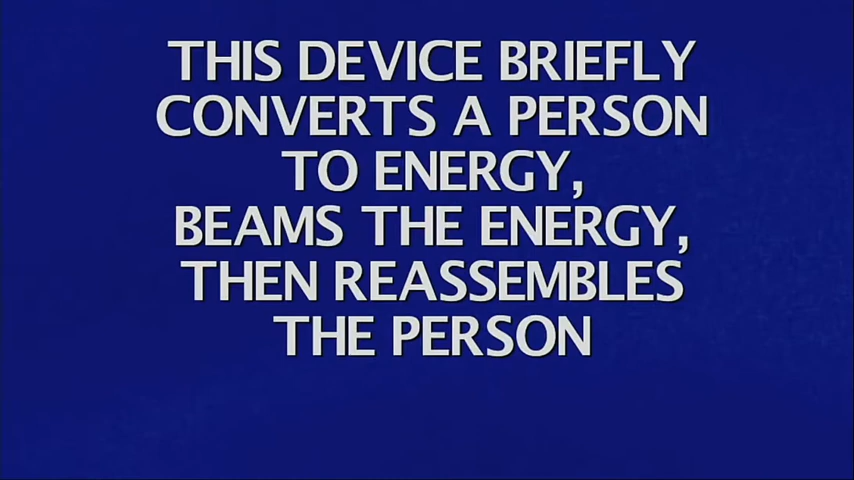 THIS DEVICE BRIEFLY
CONVERTS A PERSON
TO ENERGY,
BEAMS THE ENERGY,
THEN REASSEMBLES
THE PERSON